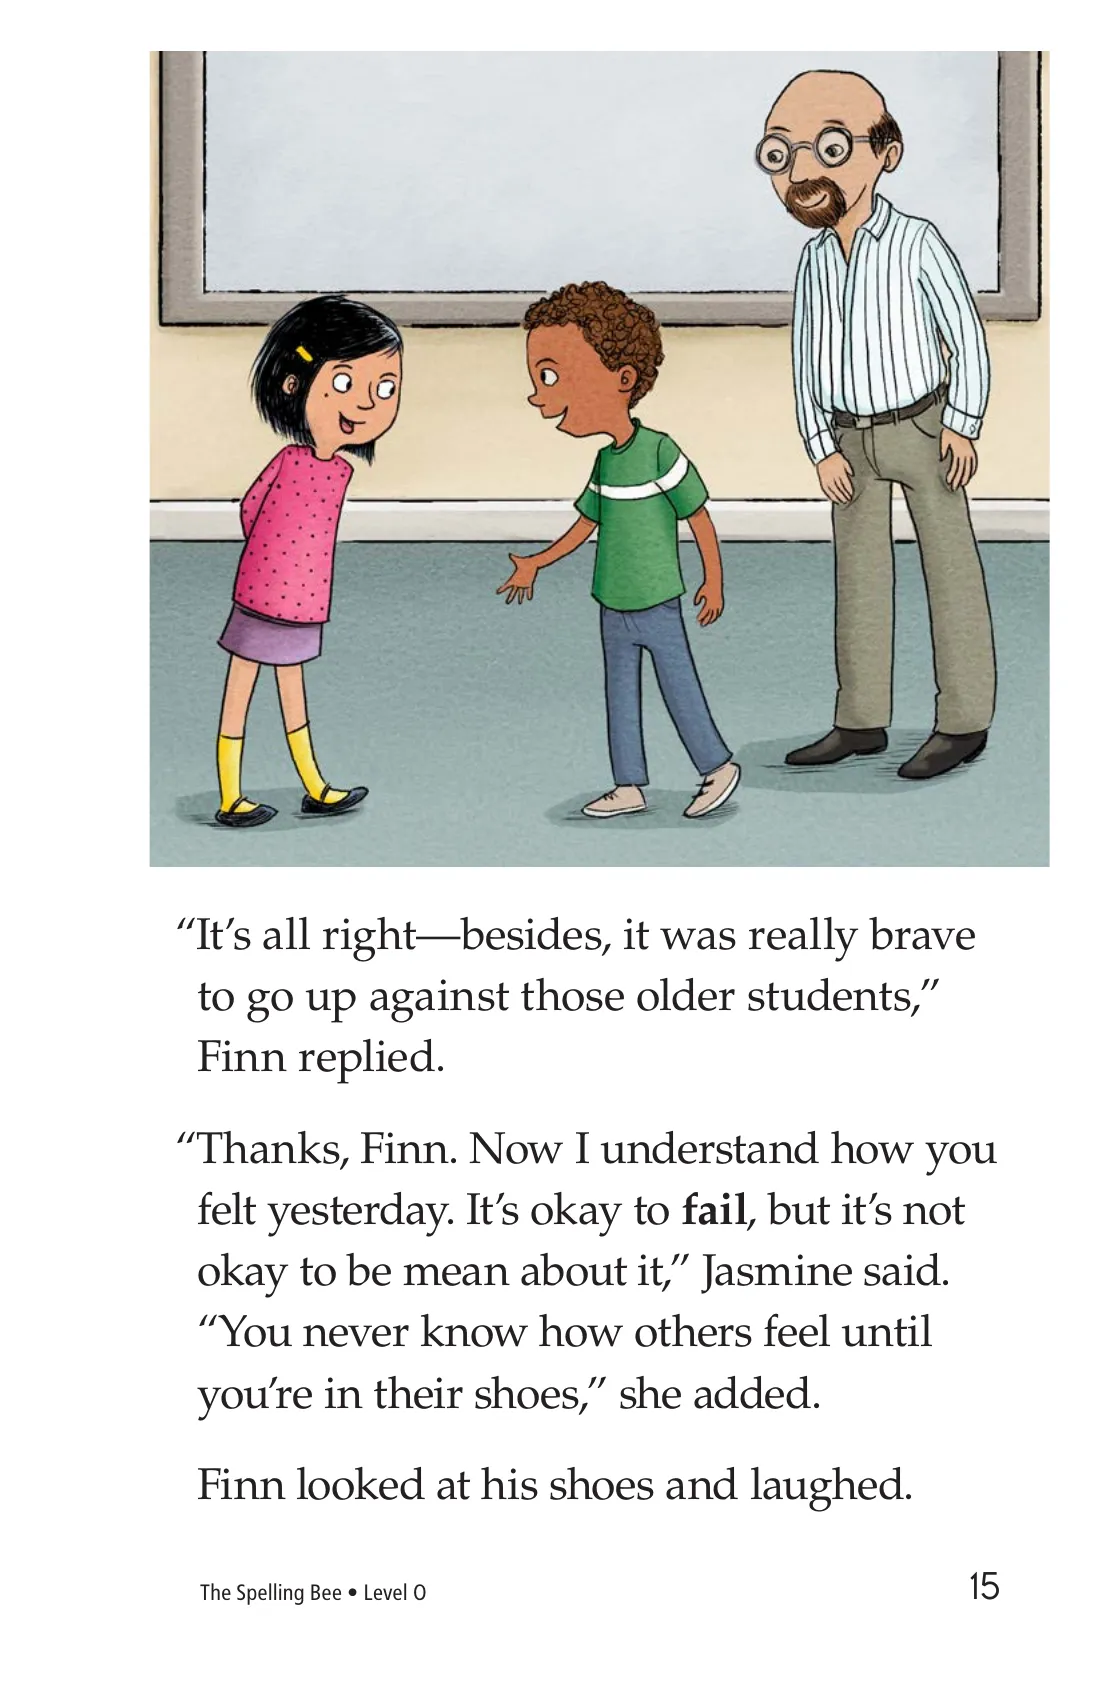 “It’s all right—besides, it was really brave
to go up against those older students,”
Finn replied.
“Thanks, Finn. Now I understand how you
felt yesterday. It’s okay to fail, but it’s not
okay to be mean about it,” Jasmine said.
“You never know how others feel until
you’re in their shoes,” she added.
Finn looked at his shoes and laughed.
The Spelling Bee • Level O
15